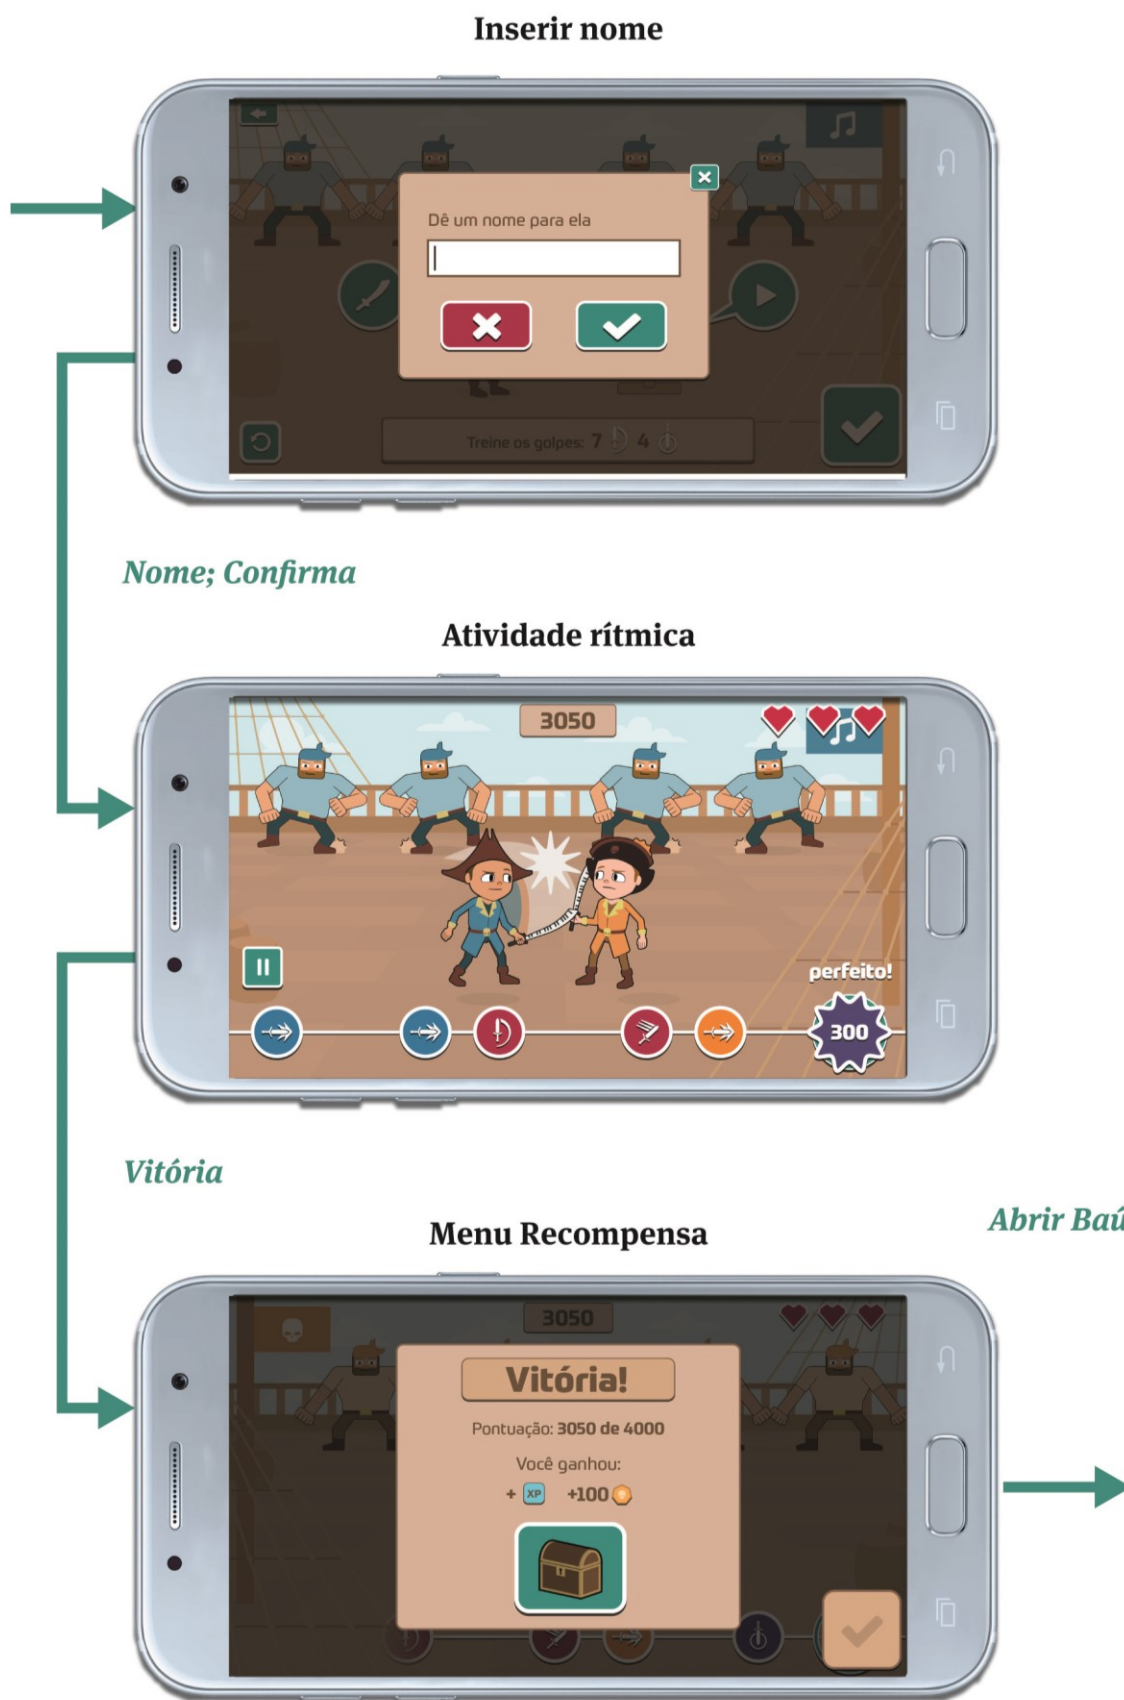 Inserir nome
Dê um nome para ela
Treine os golpes: 7 4
Nome; Confirma
Atividade rítmica
3050
perfeito!
300
Vitória
Abrir Baú
Menu Recompensa
3050
Vitória!
Pontuação: 3050 de 4000
Você ganhou:
+ XP +100